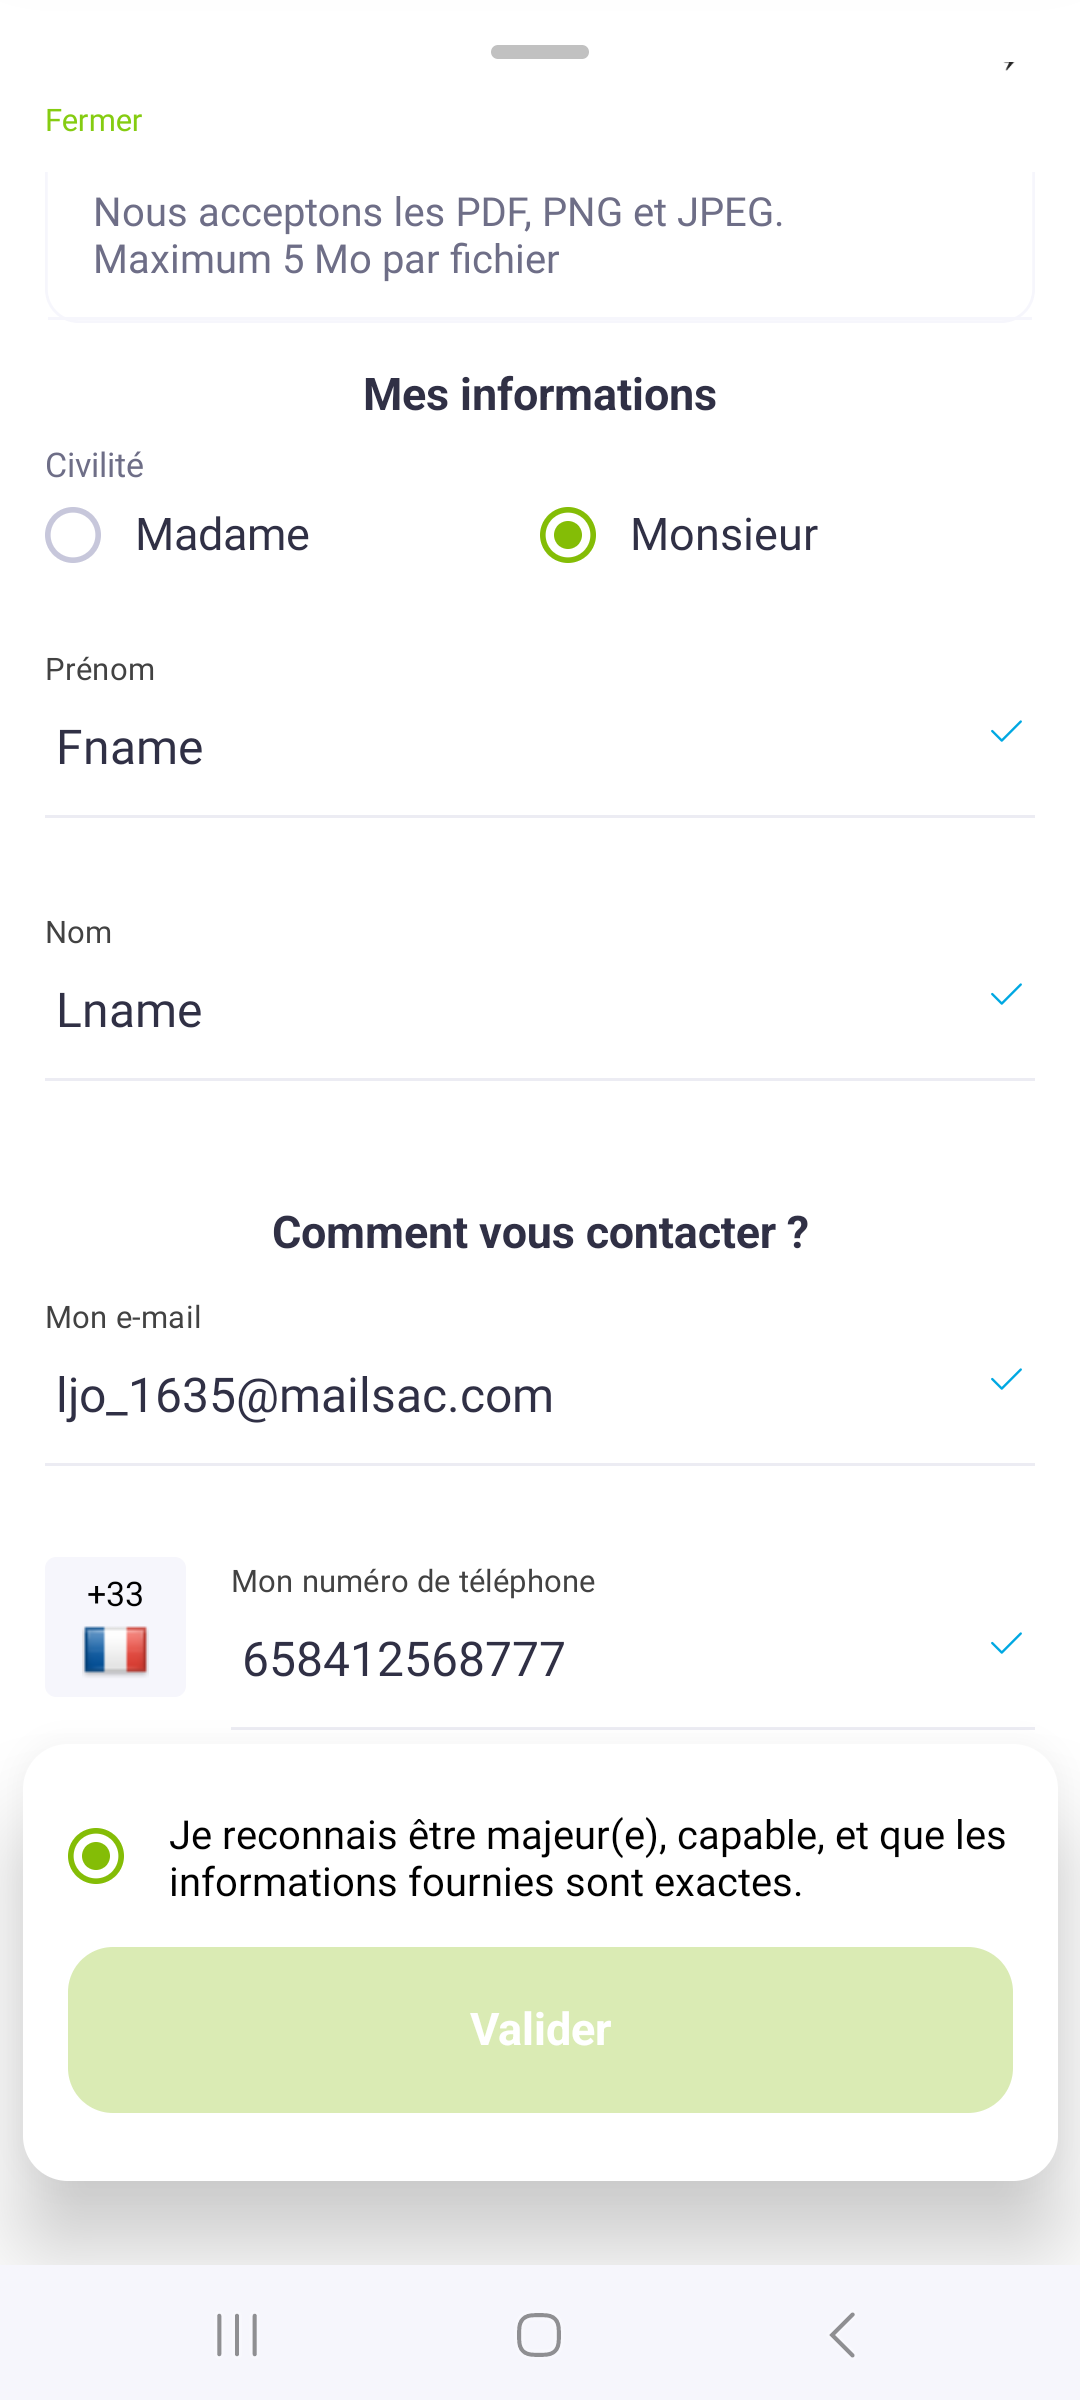 Fermer
Nous acceptons les PDF, PNG et JPEG.
Maximum 5 Mo par fichier
Mes informations
Civilité
Madame
Monsieur
Prénom
Fname
Nom
Lname
Comment vous contacter ?
Mon e-mail
ljo_1635@mailsac.com
+33
Mon numéro de téléphone
658412568777
Je reconnais être majeur(e), capable, et que les
informations fournies sont exactes.
Valider